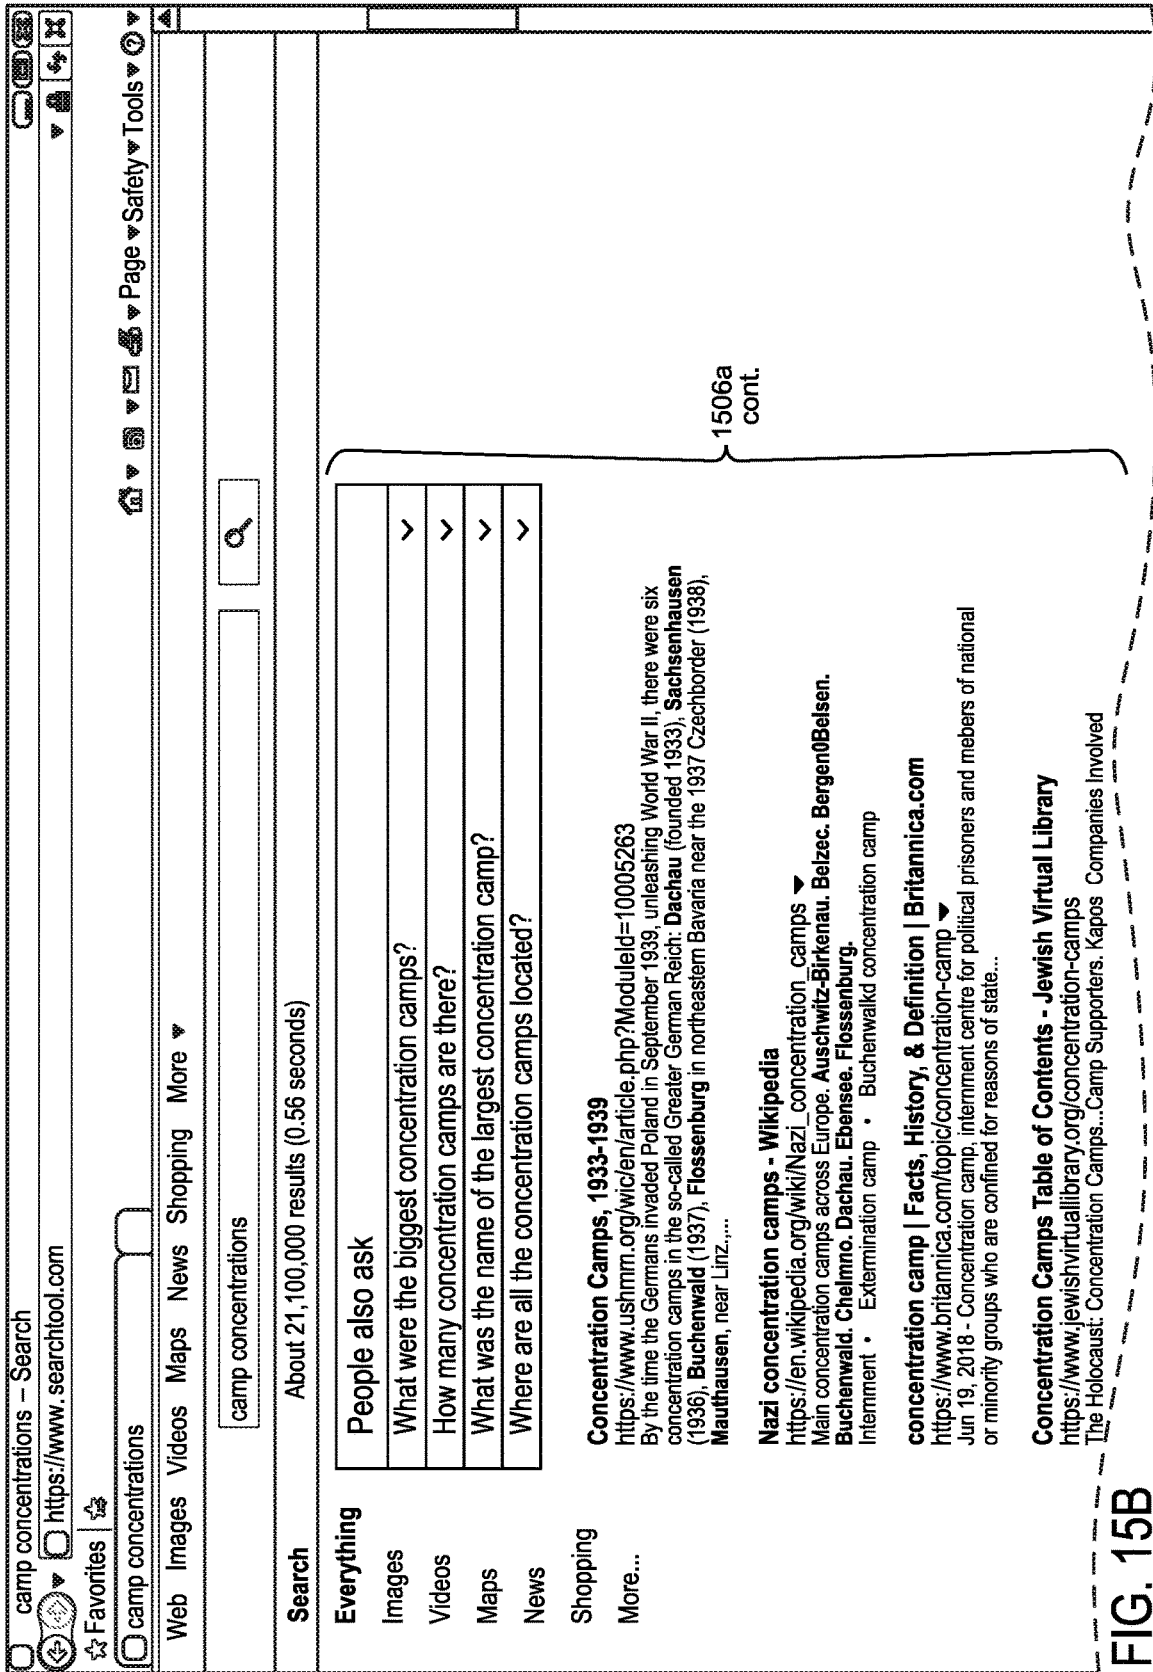 camp concentrations – Search
https://www. searchtool.com
Favorites
Page Safety Tools ?
camp concentrations
Web Images Videos Maps News Shopping More
camp concentrations
Search About 21,100,000 results (0.56 seconds)
Everything
Images
Videos
Maps
News
Shopping
More...
People also ask
What were the biggest concentration camps?
How many concentration camps are there?
What was the name of the largest concentration camp?
Where are all the concentration camps located?
1506a
cont.
Concentration Camps, 1933-1939
https://www.ushmm.org/wlc/en/article.php?ModuleId=10005263
By the time the Germans invaded Poland in September 1939, unleashing World War II, there were six
concentration camps in the so-called Greater German Reich: Dachau (founded 1933), Sachsenhausen
(1936), Buchenwald (1937), Flossenburg in northeastern Bavaria near the 1937 Czechborder (1938),
Mauthausen, near Linz.,...
Nazi concentration camps - Wikipedia
https://en.wikipedia.org/wiki/Nazi_concentration_camps
Main concentration camps across Europe. Auschwitz-Birkenau. Belzec. Bergen0Belsen.
Buchenwald. Chelmno. Dachau. Ebensee. Flossenburg.
Internment • Extermination camp • Buchenwalkd concentration camp
concentration camp | Facts, History, & Definition | Britannica.com
https://www.britannica.com/topic/concentration-camp
Jun 19, 2018 - Concentration camp, internment centre for political prisoners and mebers of national
or minority groups who are confined for reasons of state...
Concentration Camps Table of Contents - Jewish Virtual Library
https://www.jewishvirtuallibrary.org/concentration-camps
The Holocaust: Concentration Camps...Camp Supporters. Kapos Companies Involved
FIG. 15B